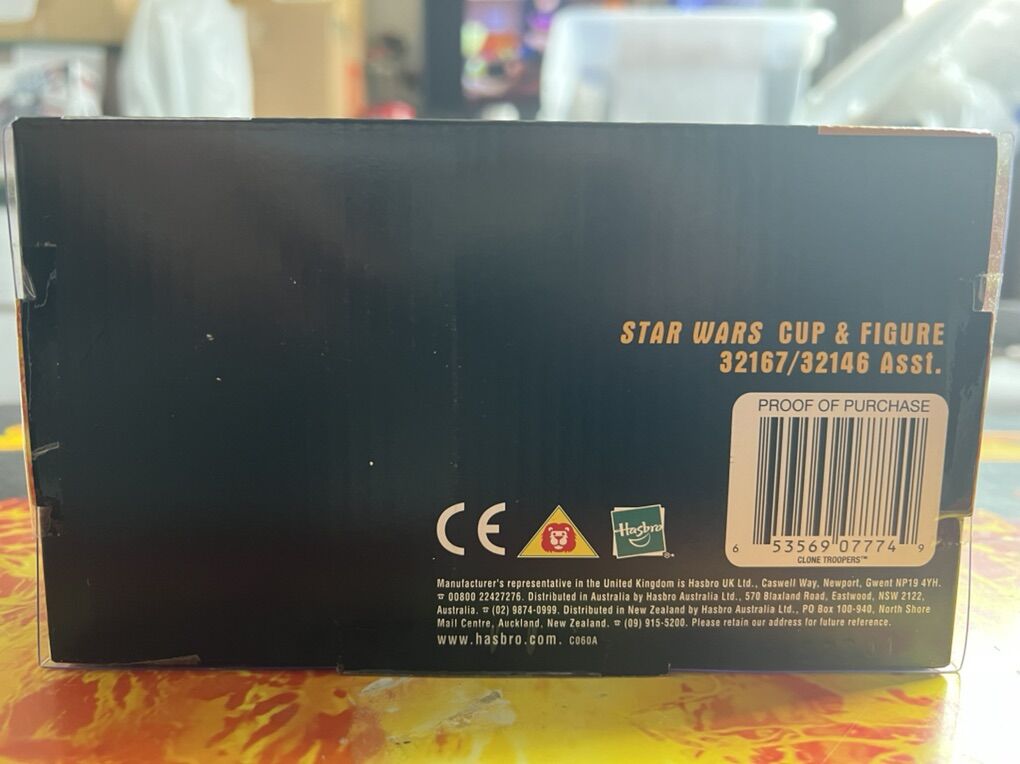 STAR WARS CUP & FIGURE
32167/32146 Asst.
PROOF OF PURCHASE
6 53569 07774 9
CLONE TROOPERS™
CE
Hasbro
®.
Manufacturer's representative in the United Kingdom is Hasbro UK Ltd., Caswell Way, Newport, Gwent NP19 4YH.
☎ 00800 22427276. Distributed in Australia by Hasbro Australia Ltd., 570 Blaxland Road, Eastwood, NSW 2122,
Australia. ☎ (02) 9874-0999. Distributed in New Zealand by Hasbro Australia Ltd., PO Box 100-940, North Shore
Mail Centre, Auckland, New Zealand. ☎ (09) 915-5200. Please retain our address for future reference.
www.hasbro.com. C060A